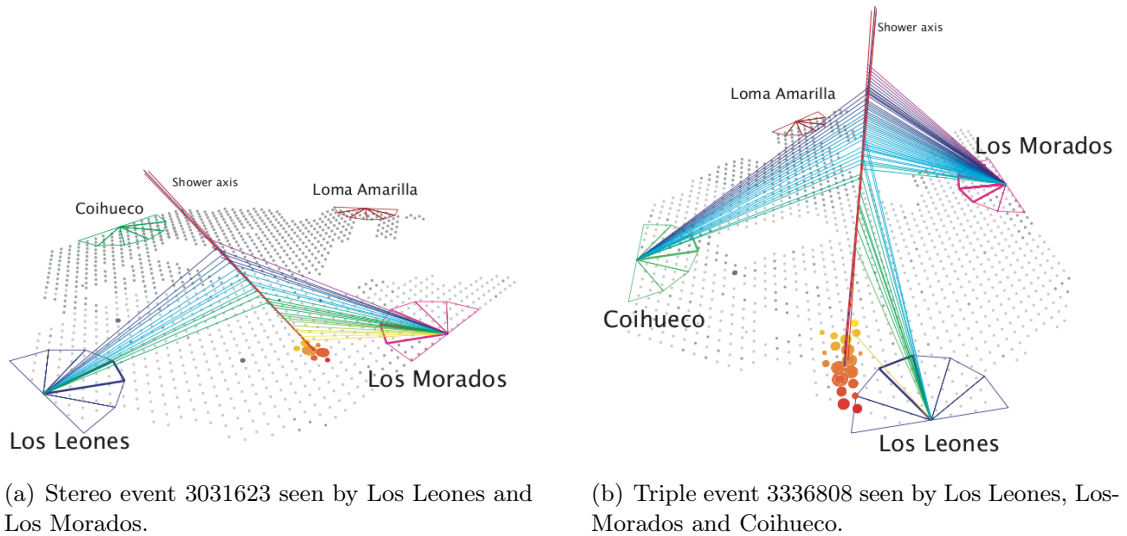 Shower axis
Coihueco
Loma Amarilla
Los Leones
Los Morados
(a) Stereo event 3031623 seen by Los Leones and
Los Morados.
Shower axis
Loma Amarilla
Los Morados
Coihueco
Los Leones
(b) Triple event 3336808 seen by Los Leones, Los-
Morados and Coihueco.